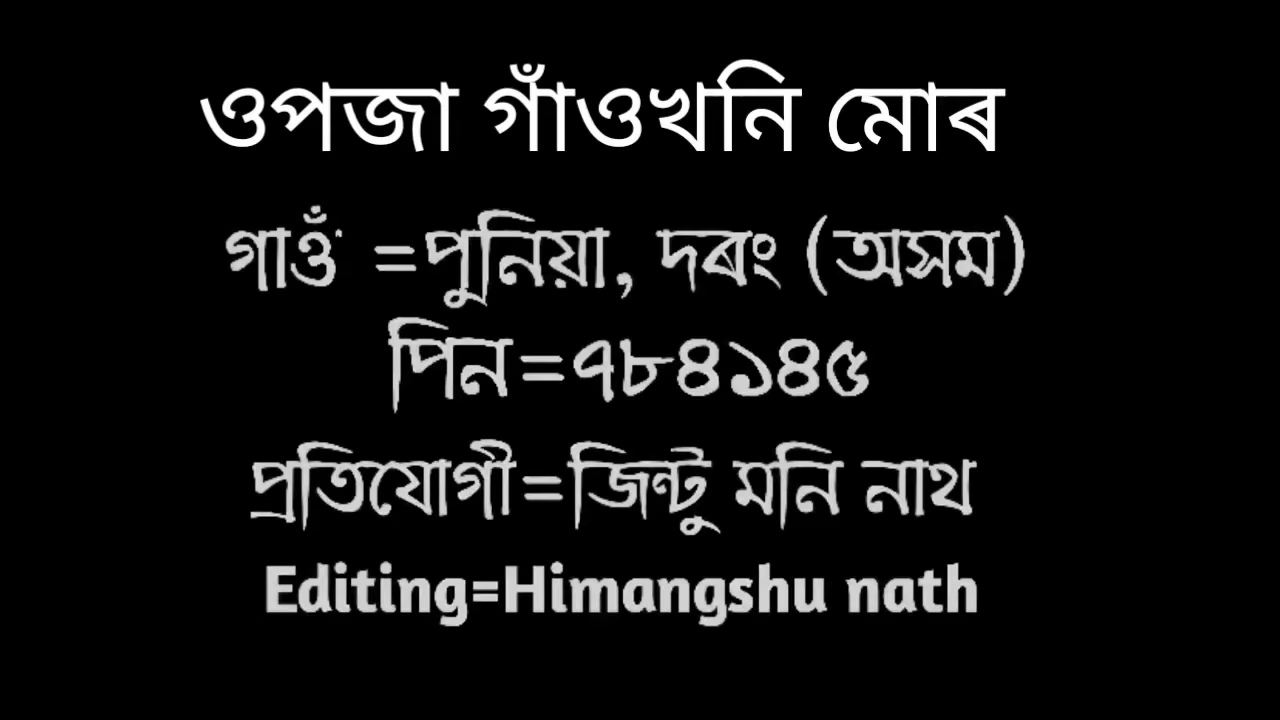 ওপজা গাঁওখনি মোৰ
গাওঁ =পুনিয়া, দৰং (অসম)
পিন=৭৮৪১৪৫
প্ৰতিযোগী=জিন্টু মনি নাথ
Editing=Himangshu nath